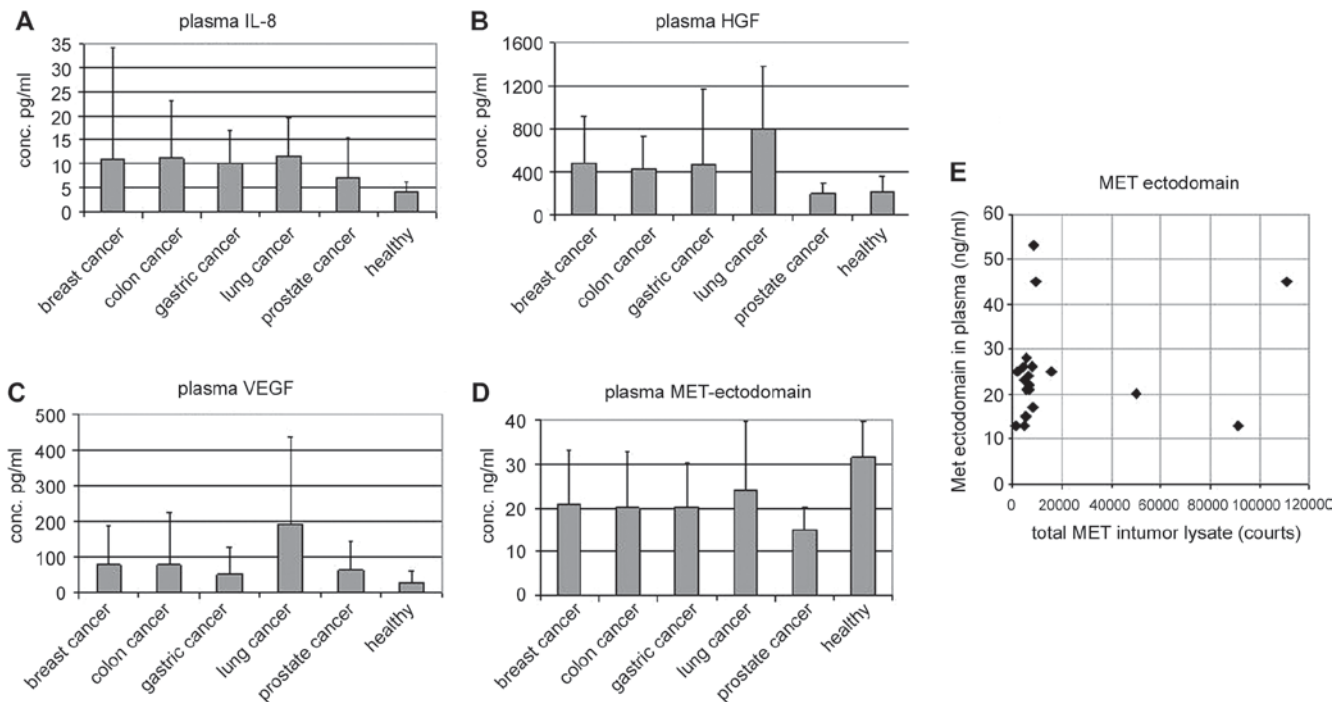 A
plasma IL-8
conc. pg/ml
35
30
25
20
15
10
5
0
breast cancer
colon cancer
gastric cancer
lung cancer
prostate cancer
healthy
B
plasma HGF
conc. pg/ml
1600
1200
800
400
0
breast cancer
colon cancer
gastric cancer
lung cancer
prostate cancer
healthy
C
plasma VEGF
conc. pg/ml
500
400
300
200
100
0
breast cancer
colon cancer
gastric cancer
lung cancer
prostate cancer
healthy
D
plasma MET-ectodomain
conc. ng/ml
40
30
20
10
0
breast cancer
colon cancer
gastric cancer
lung cancer
prostate cancer
healthy
E
MET ectodomain
Met ectodomain in plasma (ng/ml)
60
50
40
30
20
10
0
0 20000 40000 60000 80000 100000 120000
total MET intumor lysate (courts)